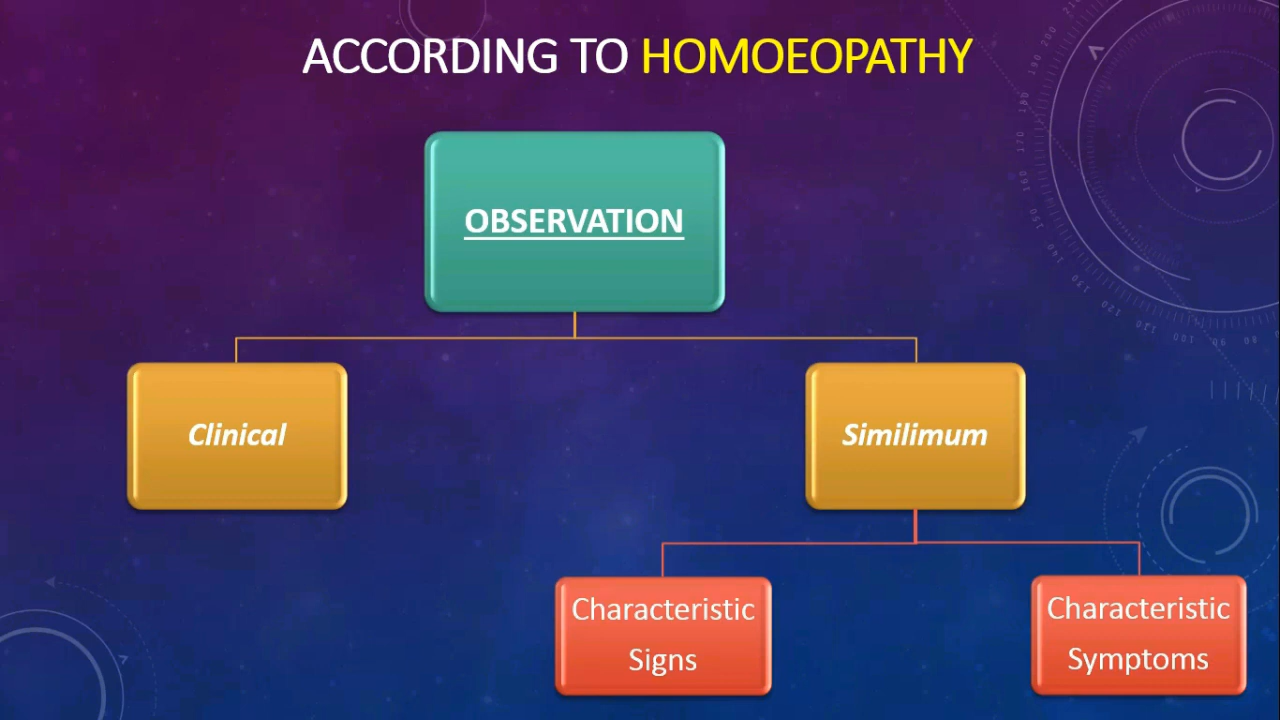 ACCORDING TO HOMOEOPATHY
OBSERVATION
Clinical
Similimum
Characteristic
Signs
Characteristic
Symptoms